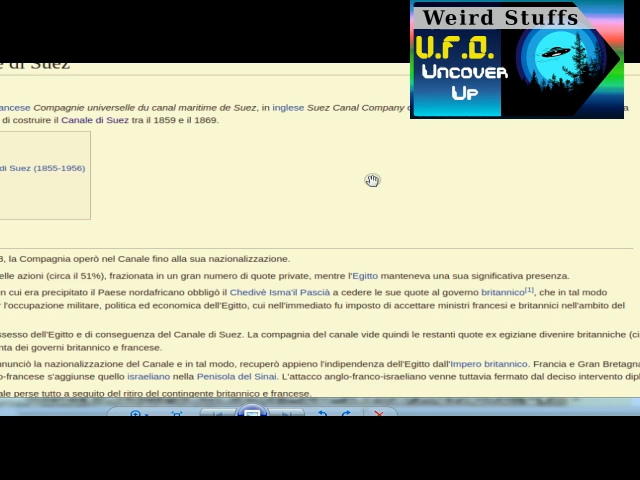 Weird Stuffs
U.F.O.
UNCOVER
UP
e di Suez
ancese Compagnie universelle du canal maritime de Suez, in inglese Suez Canal Company
di costruire il Canale di Suez tra il 1859 e il 1869.
di Suez (1855-1956)
3, la Compagnia operò nel Canale fino alla sua nazionalizzazione.
elle azioni (circa il 51%), frazionata in un gran numero di quote private, mentre l'Egitto manteneva una sua significativa presenza.
n cui era precipitato il Paese nordafricano obbligò il Chedivè Isma'il Pascià a cedere le sue quote al governo britannico[1], che in tal modo
r l'occupazione militare, politica ed economica dell'Egitto, cui nell'immediato fu imposto di accettare ministri francesi e britannici nell'ambito del
ssesso dell'Egitto e di conseguenza del Canale di Suez. La compagnia del canale vide quindi le restanti quote ex egiziane divenire britanniche (ci
nta dei governi britannico e francese.
nnunciò la nazionalizzazione del Canale e in tal modo, recuperò appieno l'indipendenza dell'Egitto dall'Impero britannico. Francia e Gran Bretagna
o-francese s'aggiunse quello israeliano nella Penisola del Sinai. L'attacco anglo-franco-israeliano venne tuttavia fermato dal deciso intervento dipl
ale perse tutto a seguito del ritiro del contingente britannico e francese.